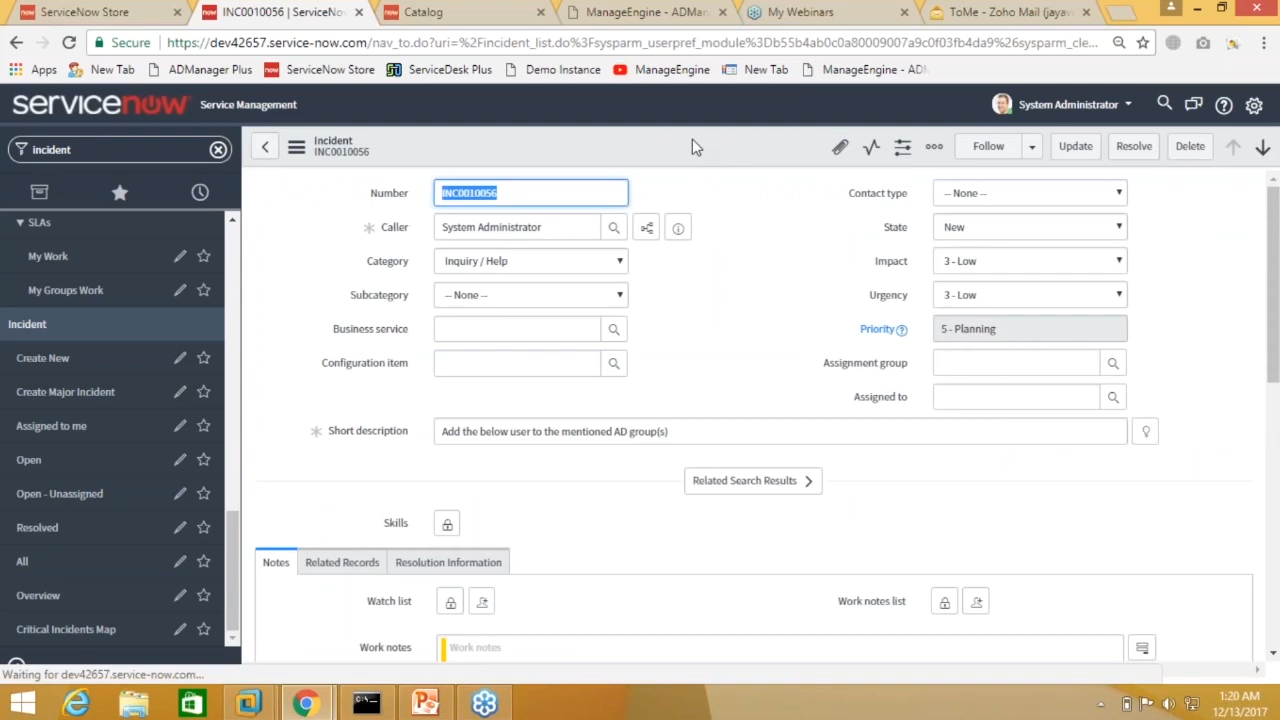 ServiceNow Store
INC0010056 | ServiceNo
Catalog
ManageEngine - ADMan
My Webinars
ToMe - Zoho Mail (jayav
Secure
https://dev42657.service-now.com/nav_to.do?uri=%2Fincident_list.do%3Fsysparm_userpref_module%3Db55b4ab0c0a80009007a9c0f03fb4da9%26sysparm_cle...
Apps
New Tab
ADManager Plus
ServiceNow Store
ServiceDesk Plus
Demo Instance
ManageEngine
New Tab
ManageEngine - ADM
servicenow
Service Management
System Administrator
incident
SLAs
My Work
My Groups Work
Incident
Create New
Create Major Incident
Assigned to me
Open
Open - Unassigned
Resolved
All
Overview
Critical Incidents Map
Incident
INC0010056
Follow
Update
Resolve
Delete
Number
INC0010056
Contact type
-- None --
Caller
System Administrator
State
New
Category
Inquiry / Help
Impact
3 - Low
Subcategory
-- None --
Urgency
3 - Low
Business service
Priority
5 - Planning
Configuration item
Assignment group
Assigned to
Short description
Add the below user to the mentioned AD group(s)
Related Search Results
Skills
Notes
Related Records
Resolution Information
Watch list
Work notes list
Work notes
Work notes
Waiting for dev42657.service-now.com...
1:20 AM
12/13/2017